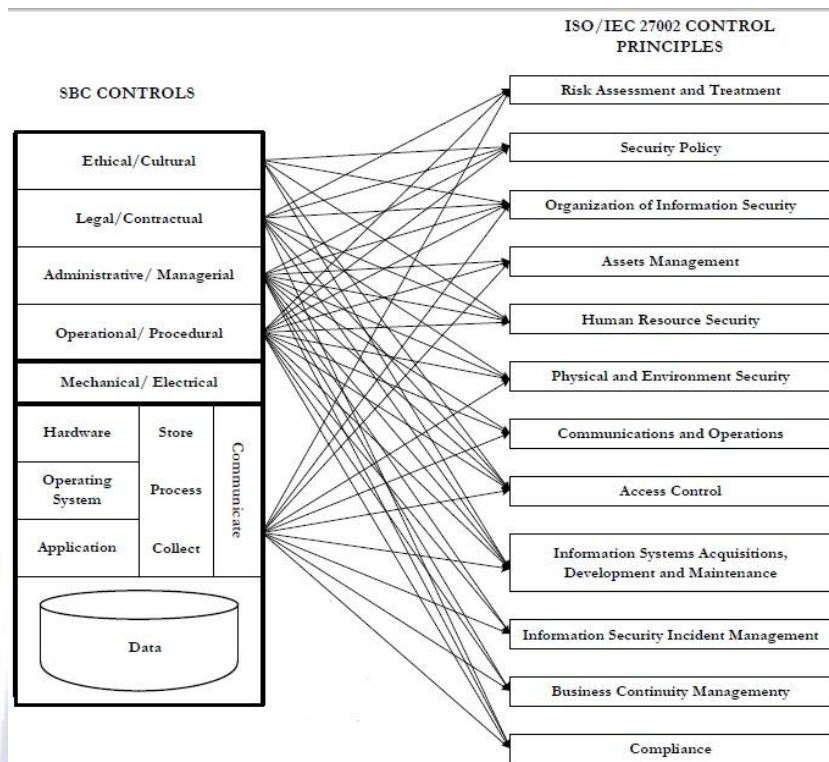 ISO/IEC 27002 CONTROL
PRINCIPLES
SBC CONTROLS
Ethical/Cultural
Legal/Contractual
Administrative/ Managerial
Operational/ Procedural
Mechanical/ Electrical
Hardware
Store
Communicate
Operating
System
Process
Application
Collect
Data
Risk Assessment and Treatment
Security Policy
Organization of Information Security
Assets Management
Human Resource Security
Physical and Environment Security
Communications and Operations
Access Control
Information Systems Acquisitions,
Development and Maintenance
Information Security Incident Management
Business Continuity Managementy
Compliance